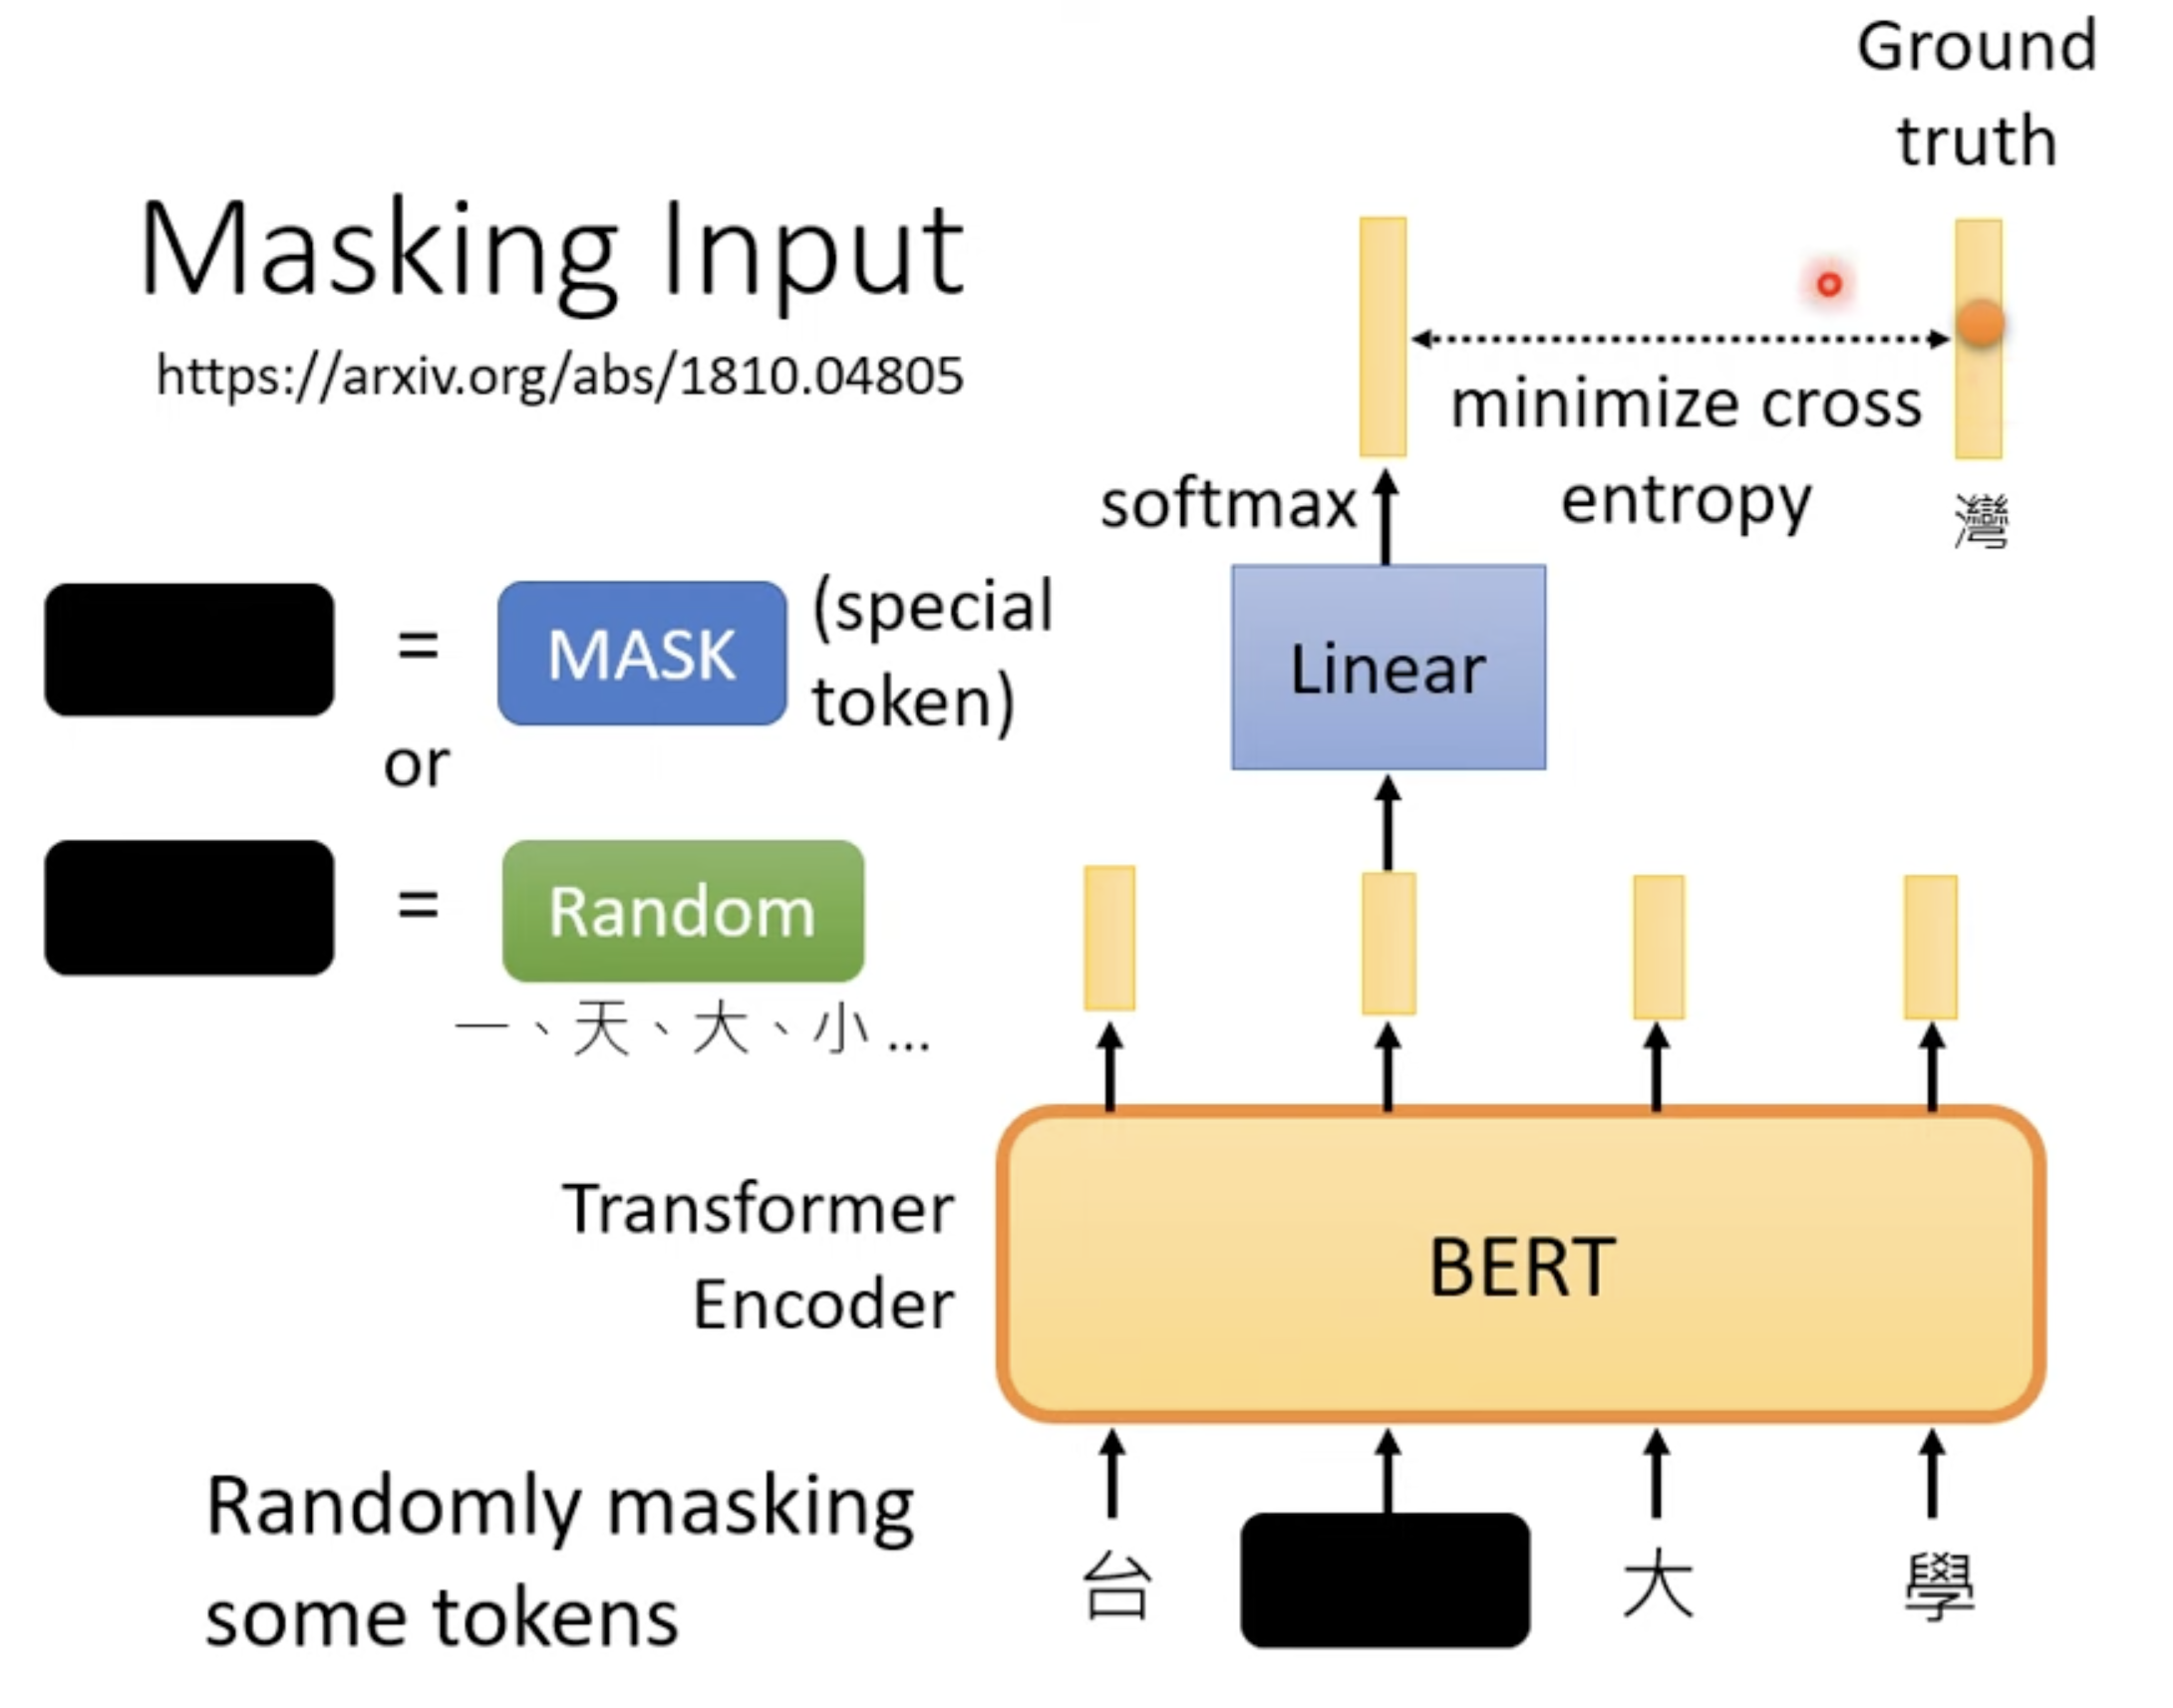 Ground
truth
Masking Input
https://arxiv.org/abs/1810.04805
minimize cross
entropy
softmax
灣
= MASK (special
token)
Linear
or
= Random
一、天、大、小 ...
Transformer
Encoder
BERT
Randomly masking
some tokens
台 大 學